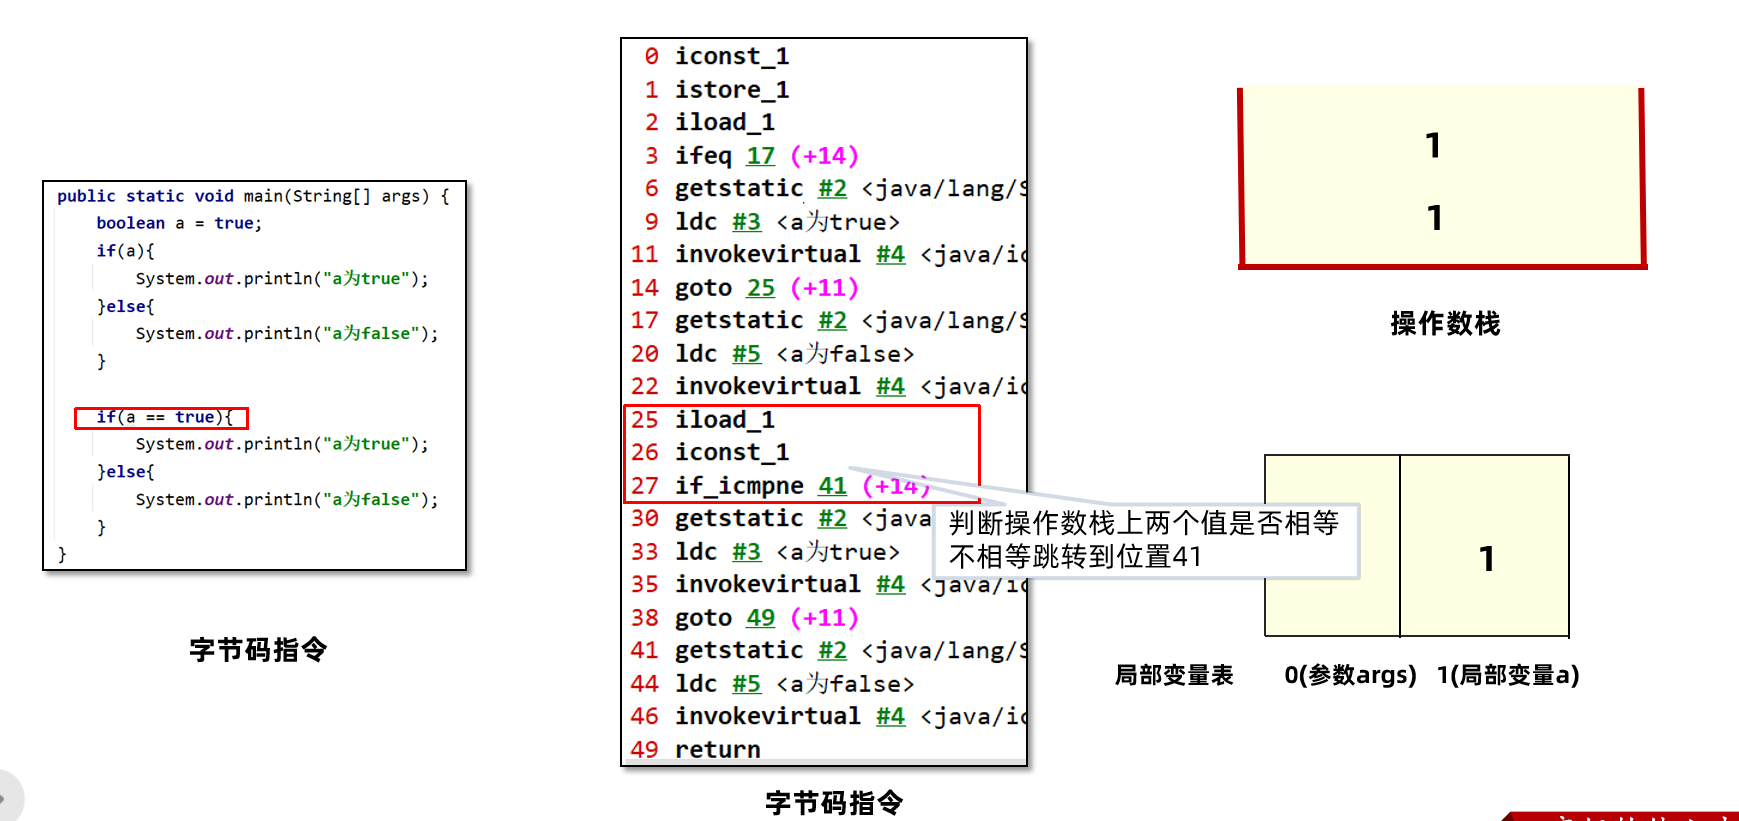 public static void main(String[] args) {
boolean a = true;
if(a){
System.out.println("a为true");
}else{
System.out.println("a为false");
}
if(a == true){
System.out.println("a为true");
}else{
System.out.println("a为false");
}
}
字节码指令
0 iconst_1
1 istore_1
2 iload_1
3 ifeq 17 (+14)
6 getstatic #2 <java/lang/S
9 ldc #3 <a为true>
11 invokevirtual #4 <java/io
14 goto 25 (+11)
17 getstatic #2 <java/lang/S
20 ldc #5 <a为false>
22 invokevirtual #4 <java/io
25 iload_1
26 iconst_1
27 if_icmpne 41 (+14)
30 getstatic #2 <java
33 ldc #3 <a为true>
35 invokevirtual #4 <java/io
38 goto 49 (+11)
41 getstatic #2 <java/lang/S
44 ldc #5 <a为false>
46 invokevirtual #4 <java/io
49 return
字节码指令
判断操作数栈上两个值是否相等
不相等跳转到位置41
1
1
操作数栈
1
局部变量表 0(参数args) 1(局部变量a)